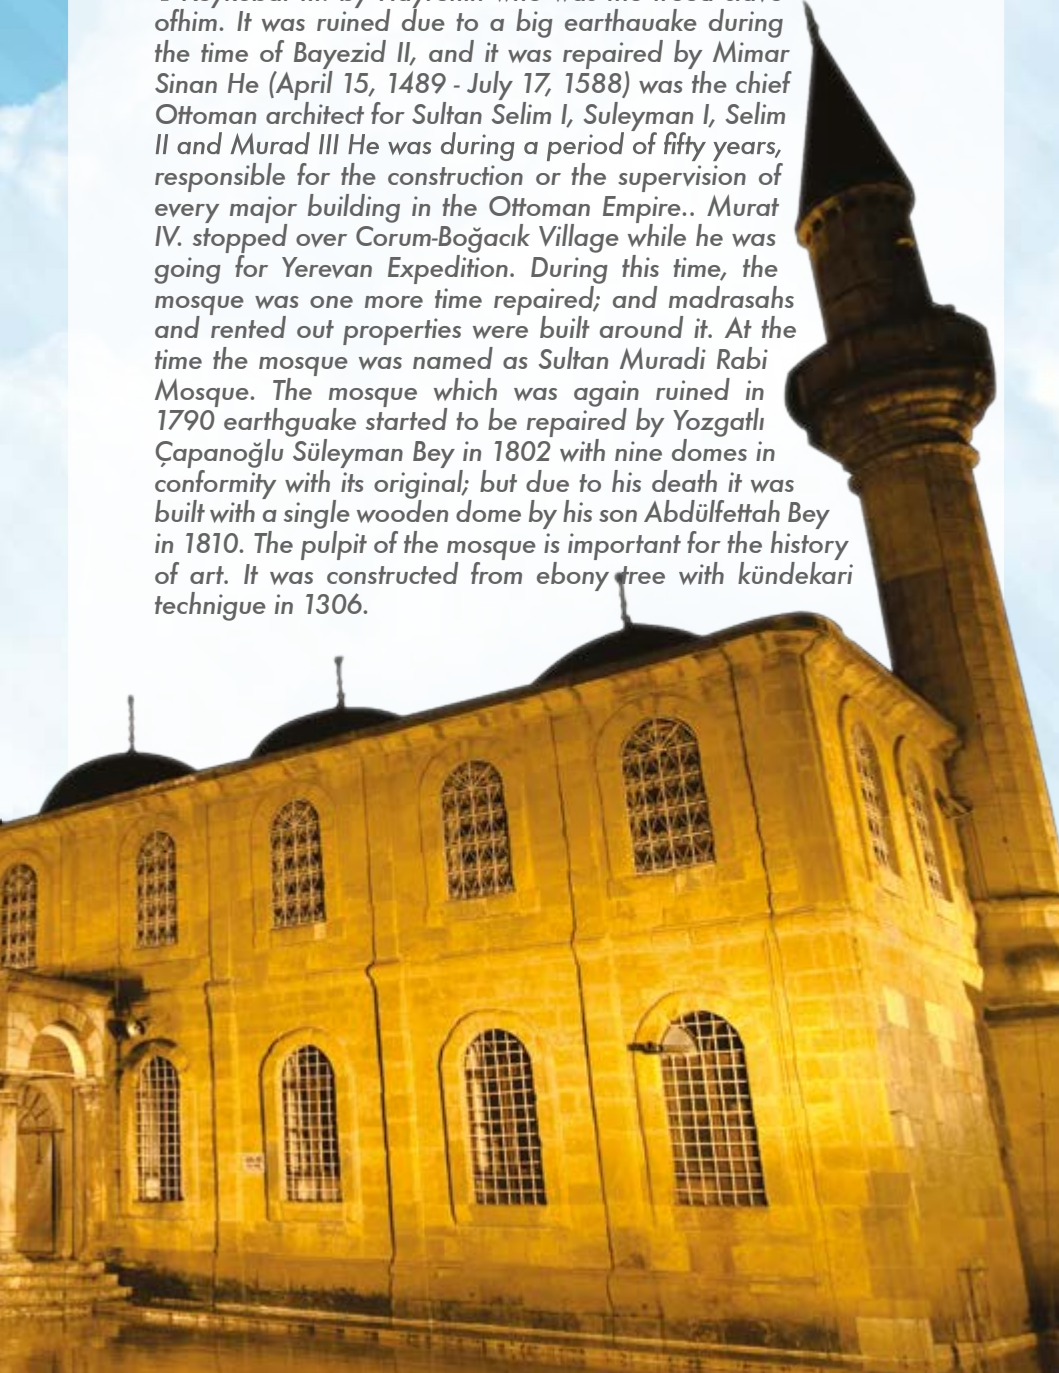 ofhim. It was ruined due to a big earthauake during
the time of Bayezid II, and it was repaired by Mimar
Sinan He (April 15, 1489 - July 17, 1588) was the chief
Ottoman architect for Sultan Selim I, Suleyman I, Selim
II and Murad III He was during a period of fifty years,
responsible for the construction or the supervision of
every major building in the Ottoman Empire.. Murat
IV. stopped over Corum-Boğacık Village while he was
going for Yerevan Expedition. During this time, the
mosque was one more time repaired; and madrasahs
and rented out properties were built around it. At the
time the mosque was named as Sultan Muradi Rabi
Mosque. The mosque which was again ruined in
1790 earthguake started to be repaired by Yozgatlı
Çapanoğlu Süleyman Bey in 1802 with nine domes in
conformity with its original; but due to his death it was
built with a single wooden dome by his son Abdülfettah Bey
in 1810. The pulpit of the mosque is important for the history
of art. It was constructed from ebony tree with kündekari
technigue in 1306.